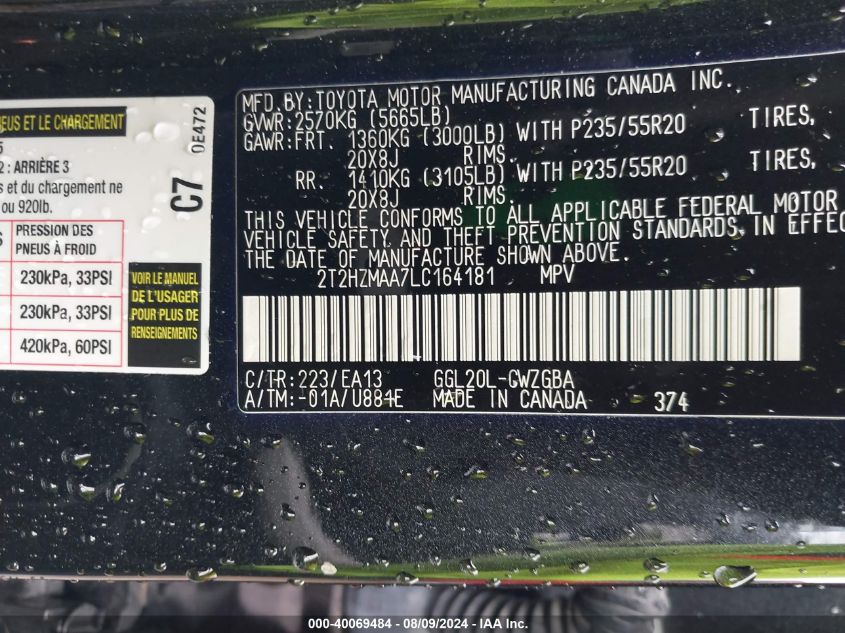 NEUS ET LE CHARGEMENT
5
2 : ARRIÈRE 3
s et du chargement ne
ou 920lb.
S
PRESSION DES
PNEUS À FROID
230kPa, 33PSI
230kPa, 33PSI
420kPa, 60PSI
VOIR LE MANUEL
DE L'USAGER
POUR PLUS DE
RENSEIGNEMENTS
C7
0E472
MFD. BY: TOYOTA MOTOR MANUFACTURING CANADA INC.
GVWR: 2570KG (5665LB)
GAWR: FRT. 1360KG (3000LB) WITH P235/55R20 TIRES,
20X8J RIMS.
RR. 1410KG (3105LB) WITH P235/55R20 TIRES,
20X8J RIMS.
THIS VEHICLE CONFORMS TO ALL APPLICABLE FEDERAL MOTOR
VEHICLE SAFETY AND THEFT PREVENTION STANDARDS IN EFFEC
THE DATE OF MANUFACTURE SHOWN ABOVE.
2T2HZMAA7LC164181 MPV
C/TR: 223/EA13 GGL20L-CWZGBA
A/TM: -01A/U881E MADE IN CANADA 374
000-40069484 - 08/09/2024 - IAA Inc.